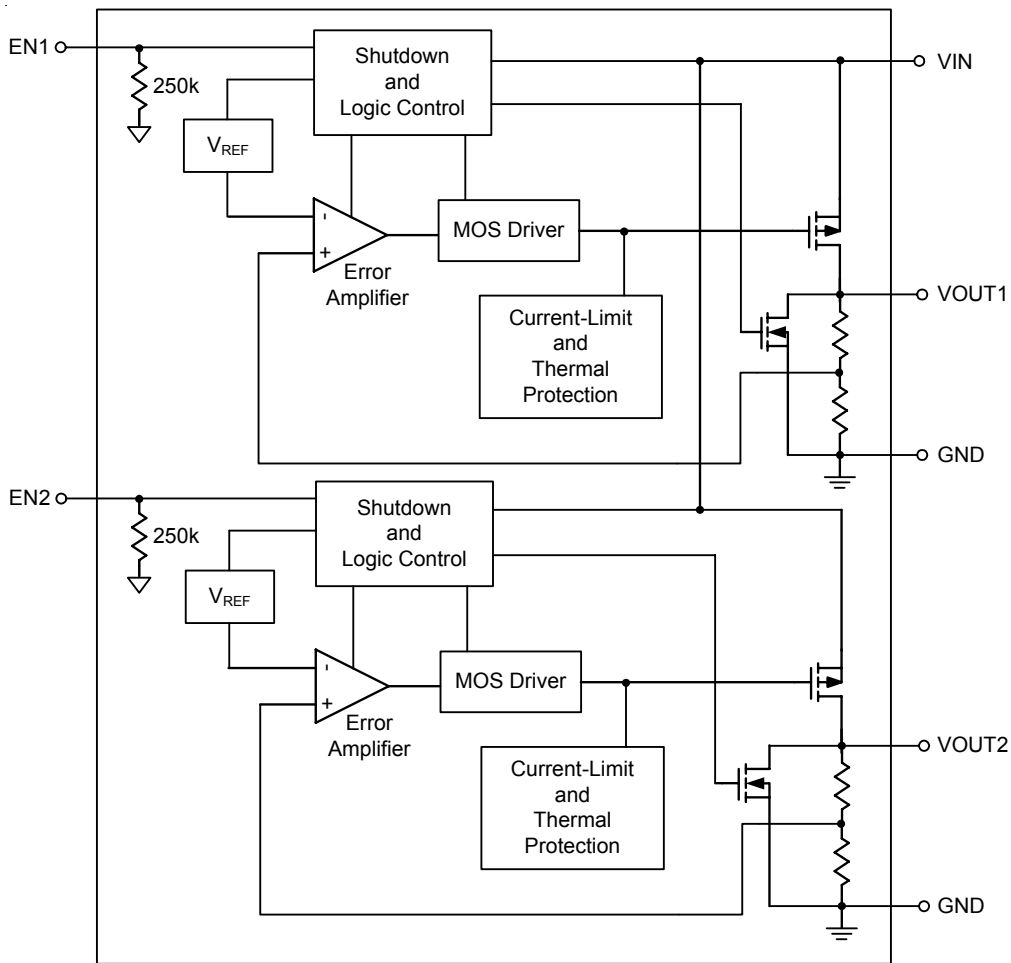 EN1
250k
Shutdown
and
Logic Control
VIN
VREF
-
+
Error
Amplifier
MOS Driver
Current-Limit
and
Thermal
Protection
VOUT1
GND
EN2
250k
Shutdown
and
Logic Control
VREF
-
+
Error
Amplifier
MOS Driver
Current-Limit
and
Thermal
Protection
VOUT2
GND